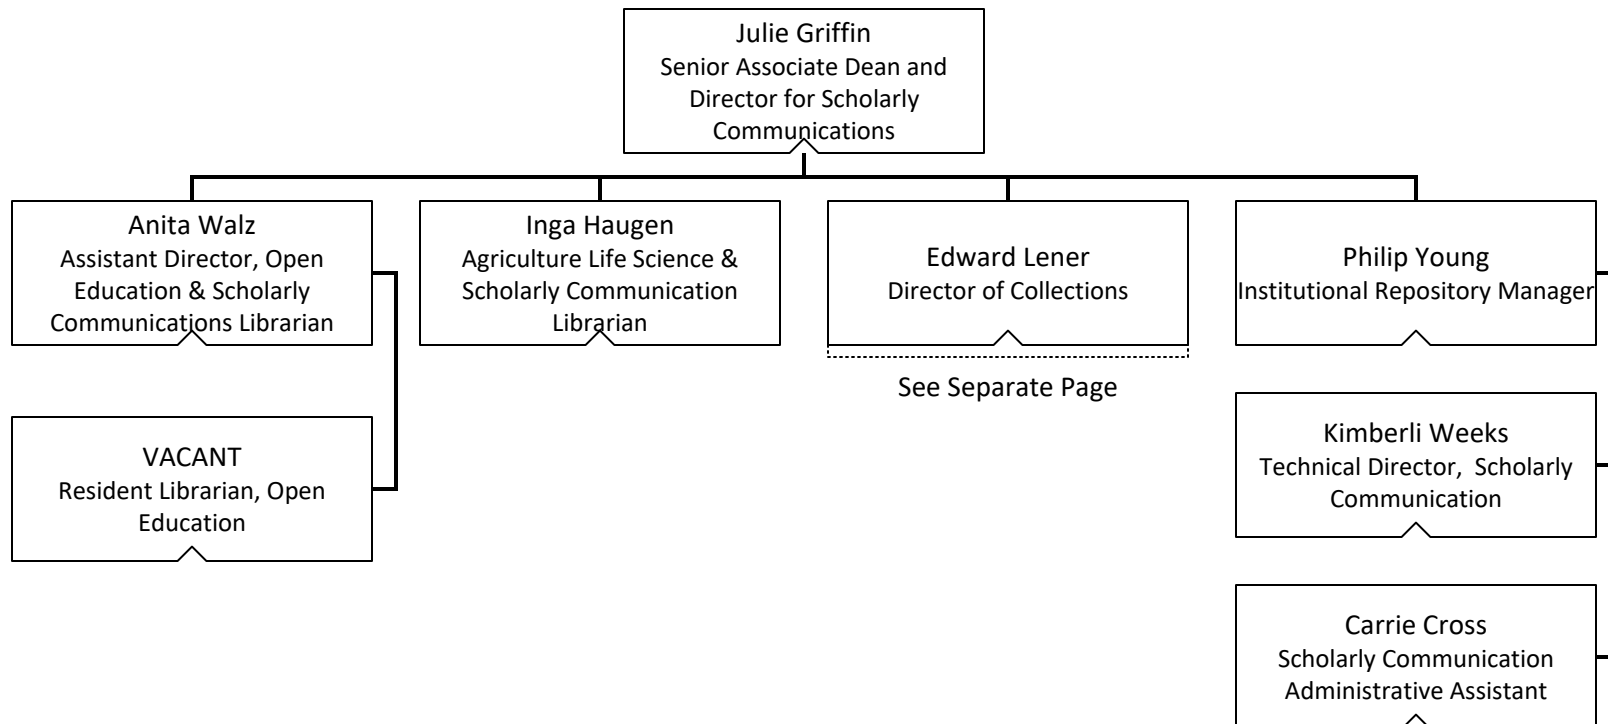 Julie Griffin
Senior Associate Dean and
Director for Scholarly
Communications
Anita Walz
Assistant Director, Open
Education & Scholarly
Communications Librarian
Inga Haugen
Agriculture Life Science &
Scholarly Communication
Librarian
Edward Lener
Director of Collections
See Separate Page
Philip Young
Institutional Repository Manager
VACANT
Resident Librarian, Open
Education
Kimberli Weeks
Technical Director,  Scholarly
Communication
Carrie Cross
Scholarly Communication
Administrative Assistant